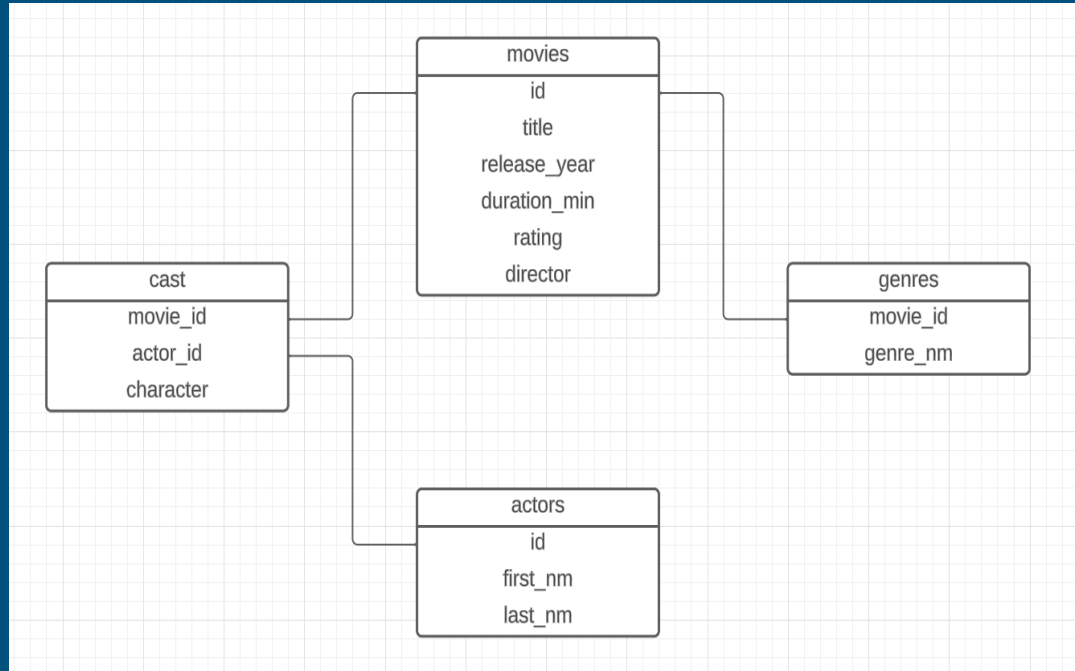 movies
id
title
release_year
duration_min
rating
director
cast
movie_id
actor_id
character
genres
movie_id
genre_nm
actors
id
first_nm
last_nm